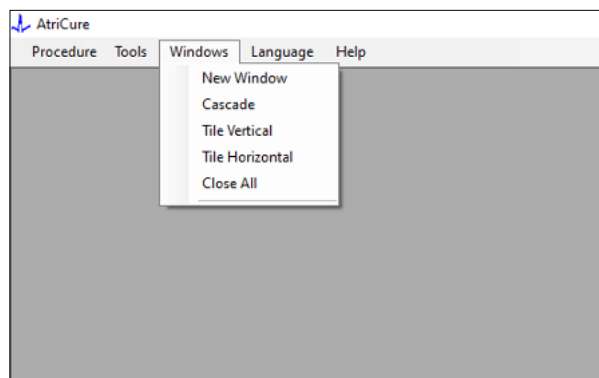 AtriCure
Procedure Tools Windows Language Help
New Window
Cascade
Tile Vertical
Tile Horizontal
Close All